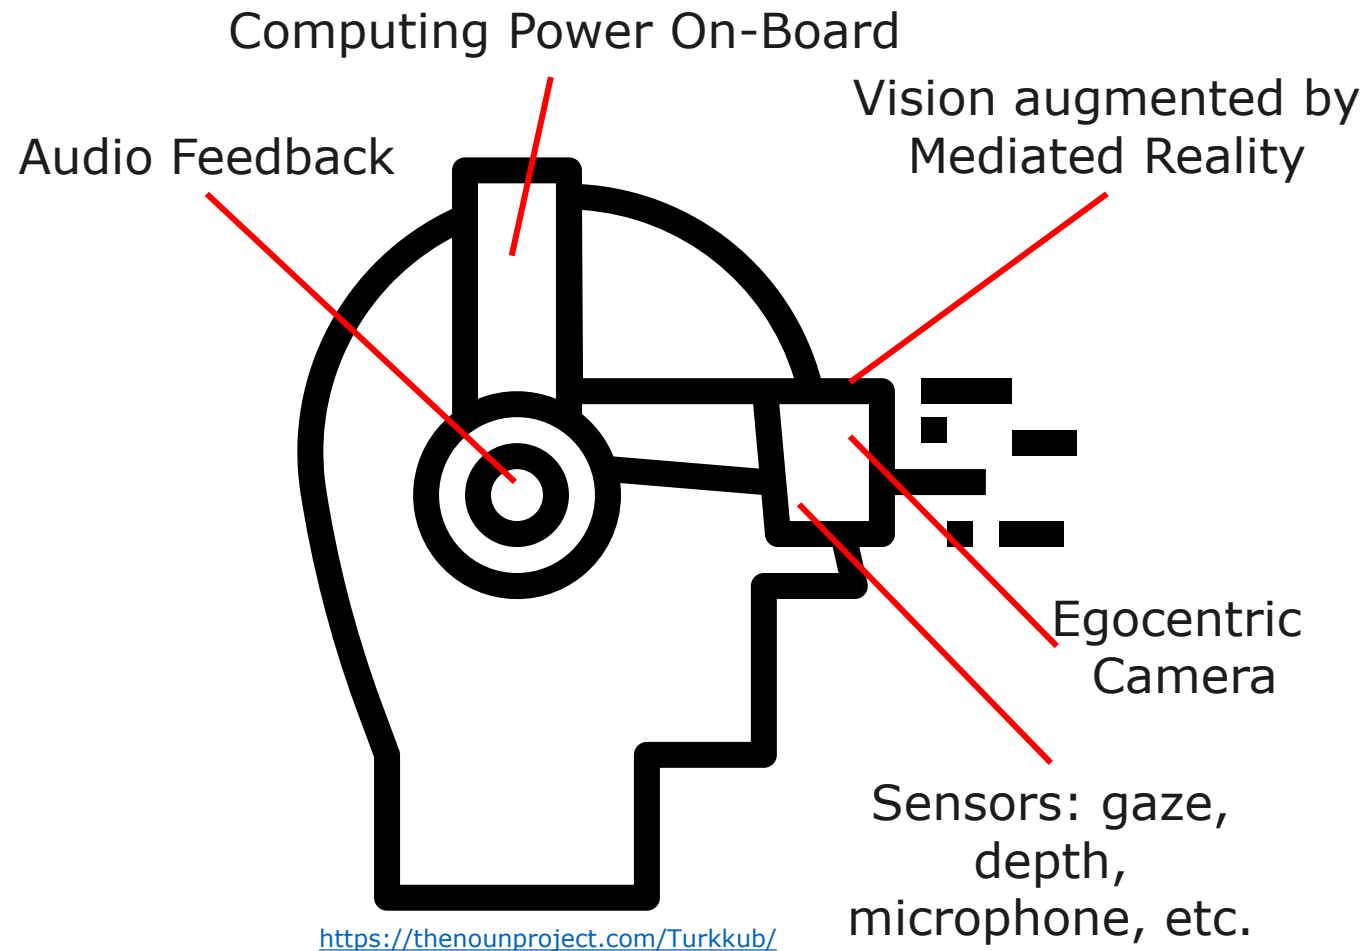 Computing Power On-Board
Vision augmented by
Mediated Reality
Audio Feedback
Egocentric
Camera
Sensors: gaze,
depth,
microphone, etc.
https://thenounproject.com/Turkkub/